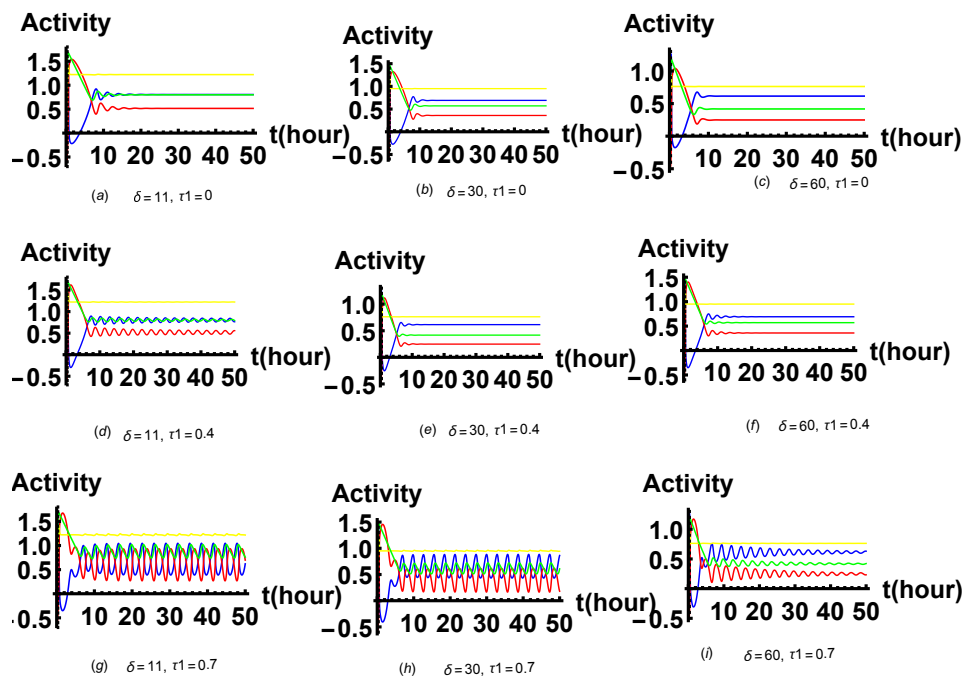 Activity
1.5
1.0
0.5
−0.5
10 20 30 40 50
t(hour)
(a) δ=11, τ1=0
Activity
1.5
1.0
0.5
−0.5
10 20 30 40 50
t(hour)
(b) δ=30, τ1=0
Activity
1.0
0.5
−0.5
10 20 30 40 50
t(hour)
(c) δ=60, τ1=0
Activity
1.5
1.0
0.5
−0.5
10 20 30 40 50
t(hour)
(d) δ=11, τ1=0.4
Activity
1.0
0.5
−0.5
10 20 30 40 50
t(hour)
(e) δ=30, τ1=0.4
Activity
1.5
1.0
0.5
−0.5
10 20 30 40 50
t(hour)
(f) δ=60, τ1=0.4
Activity
1.5
1.0
0.5
−0.5
10 20 30 40 50
t(hour)
(g) δ=11, τ1=0.7
Activity
1.5
1.0
0.5
−0.5
10 20 30 40 50
t(hour)
(h) δ=30, τ1=0.7
Activity
1.0
0.5
−0.5
10 20 30 40 50
t(hour)
(i) δ=60, τ1=0.7